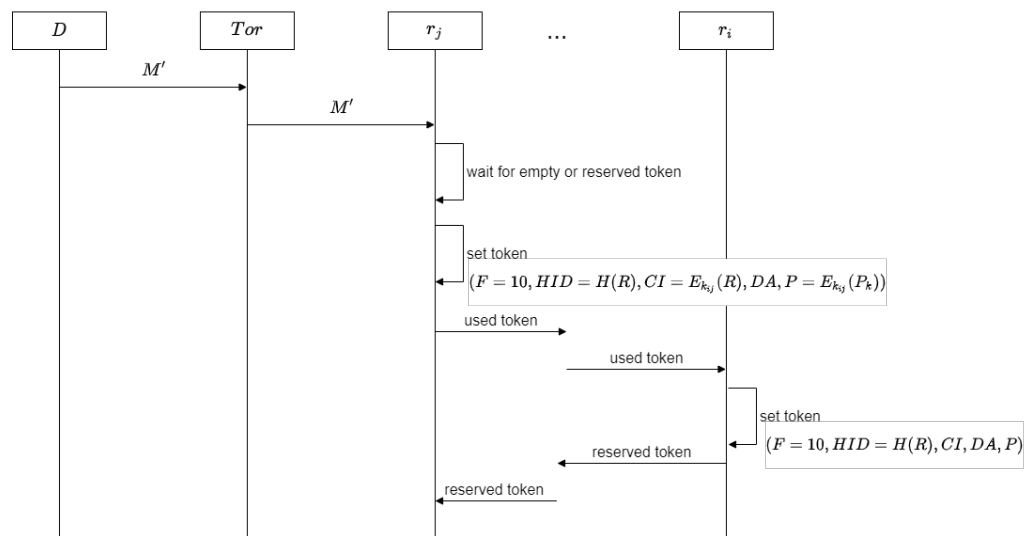 D Tor r_j ... r_i
M′
M′
wait for empty or reserved token
set token
(F = 10, HID = H(R), CI = E_{k_{ij}}(R), DA, P = E_{k_{ij}}(P_k))
used token
used token
set token
(F = 10, HID = H(R), CI, DA, P)
reserved token
reserved token